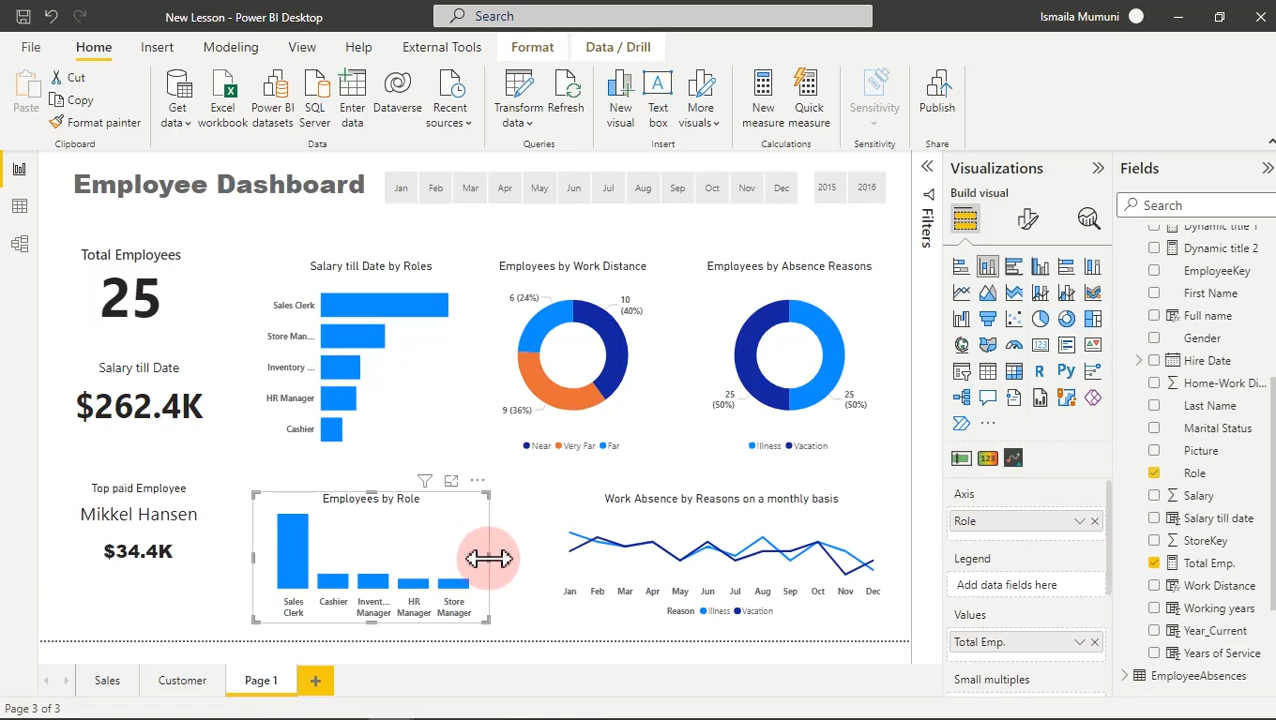 New Lesson - Power BI Desktop
Search
Ismaila Mumuni
File
Home
Insert
Modeling
View
Help
External Tools
Format
Data / Drill
Paste
Cut
Copy
Format painter
Get
data
Excel
workbook
Power BI
datasets
SQL
Server
Enter
data
Dataverse
Recent
sources
Transform
data
Refresh
New
visual
Text
box
More
visuals
New
measure
Quick
measure
Sensitivity
Publish
Clipboard
Data
Queries
Insert
Calculations
Sensitivity
Share
Employee Dashboard
Jan
Feb
Mar
Apr
May
Jun
Jul
Aug
Sep
Oct
Nov
Dec
2015
2016
Total Employees
25
Salary till Date
$262.4K
Top paid Employee
Mikkel Hansen
$34.4K
Salary till Date by Roles
Sales Clerk
Store Man...
Inventory ...
HR Manager
Cashier
Employees by Work Distance
6 (24%)
10
(40%)
9 (36%)
Near
Very Far
Far
Employees by Absence Reasons
25
(50%)
25
(50%)
Illness
Vacation
Employees by Role
Sales
Clerk
Cashier
Invent...
Manager
HR
Manager
Store
Manager
Work Absence by Reasons on a monthly basis
Jan
Feb
Mar
Apr
May
Jun
Jul
Aug
Sep
Oct
Nov
Dec
Reason
Illness
Vacation
Filters
Visualizations
Build visual
R
Py
123
Axis
Role
Legend
Add data fields here
Values
Total Emp.
Small multiples
Fields
Search
Dynamic title 1
Dynamic title 2
EmployeeKey
First Name
Full name
Gender
Hire Date
Home-Work Di...
Last Name
Marital Status
Picture
Role
Salary
Salary till date
StoreKey
Total Emp.
Work Distance
Working years
Year_Current
Years of Service
EmployeeAbsences
Sales
Customer
Page 1
Page 3 of 3